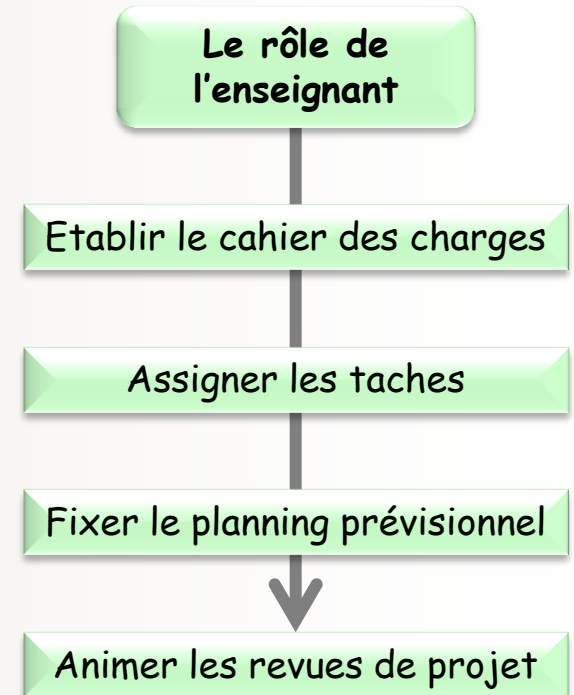 Le rôle de
l’enseignant
Etablir le cahier des charges
Assigner les taches
Fixer le planning prévisionnel
Animer les revues de projet